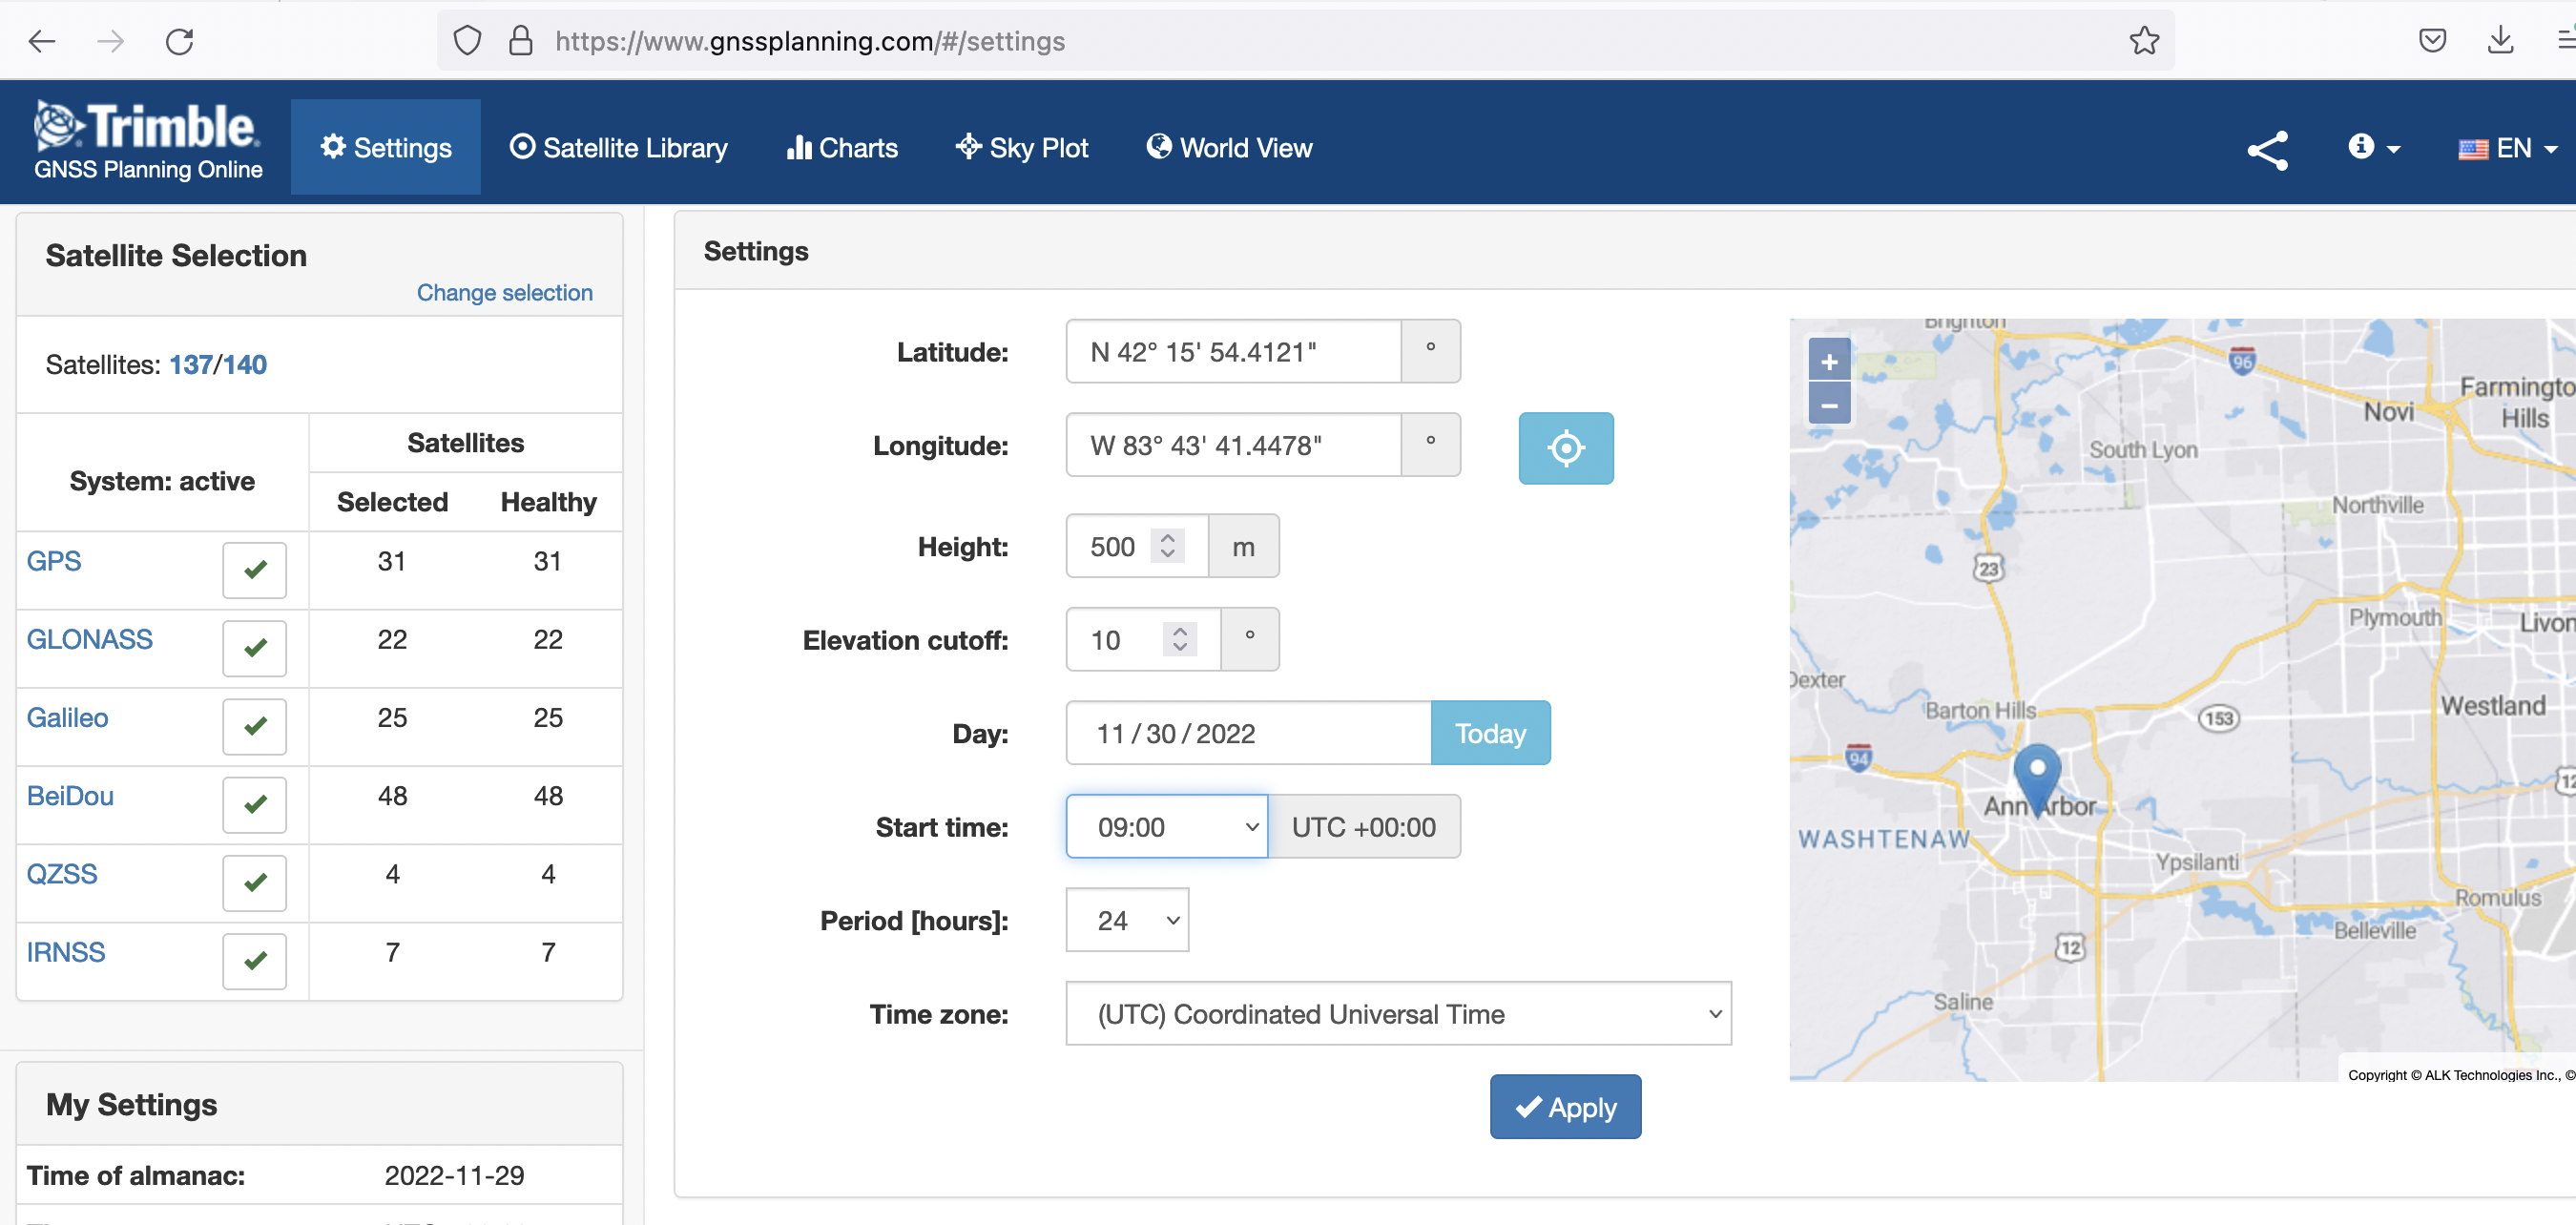 https://www.gnssplanning.com/#/settings
Trimble.
GNSS Planning Online
Settings
Satellite Library
Charts
Sky Plot
World View
EN
Satellite Selection
Change selection
Satellites: 137/140
System: active
Satellites
Selected
Healthy
GPS 31 31
GLONASS 22 22
Galileo 25 25
BeiDou 48 48
QZSS 4 4
IRNSS 7 7
My Settings
Time of almanac: 2022-11-29
Settings
Latitude: N 42° 15' 54.4121" °
Longitude: W 83° 43' 41.4478" °
Height: 500 m
Elevation cutoff: 10 °
Day: 11 / 30 / 2022 Today
Start time: 09:00 UTC +00:00
Period [hours]: 24
Time zone: (UTC) Coordinated Universal Time
Apply
+
−
Brighton
96
Farmingto
Hills
Novi
South Lyon
Northville
23
Plymouth
Livon
Dexter
Barton Hills
153
Westland
94
Ann Arbor
12
WASHTENAW
Ypsilanti
Romulus
Belleville
12
Saline
Copyright © ALK Technologies Inc., ©